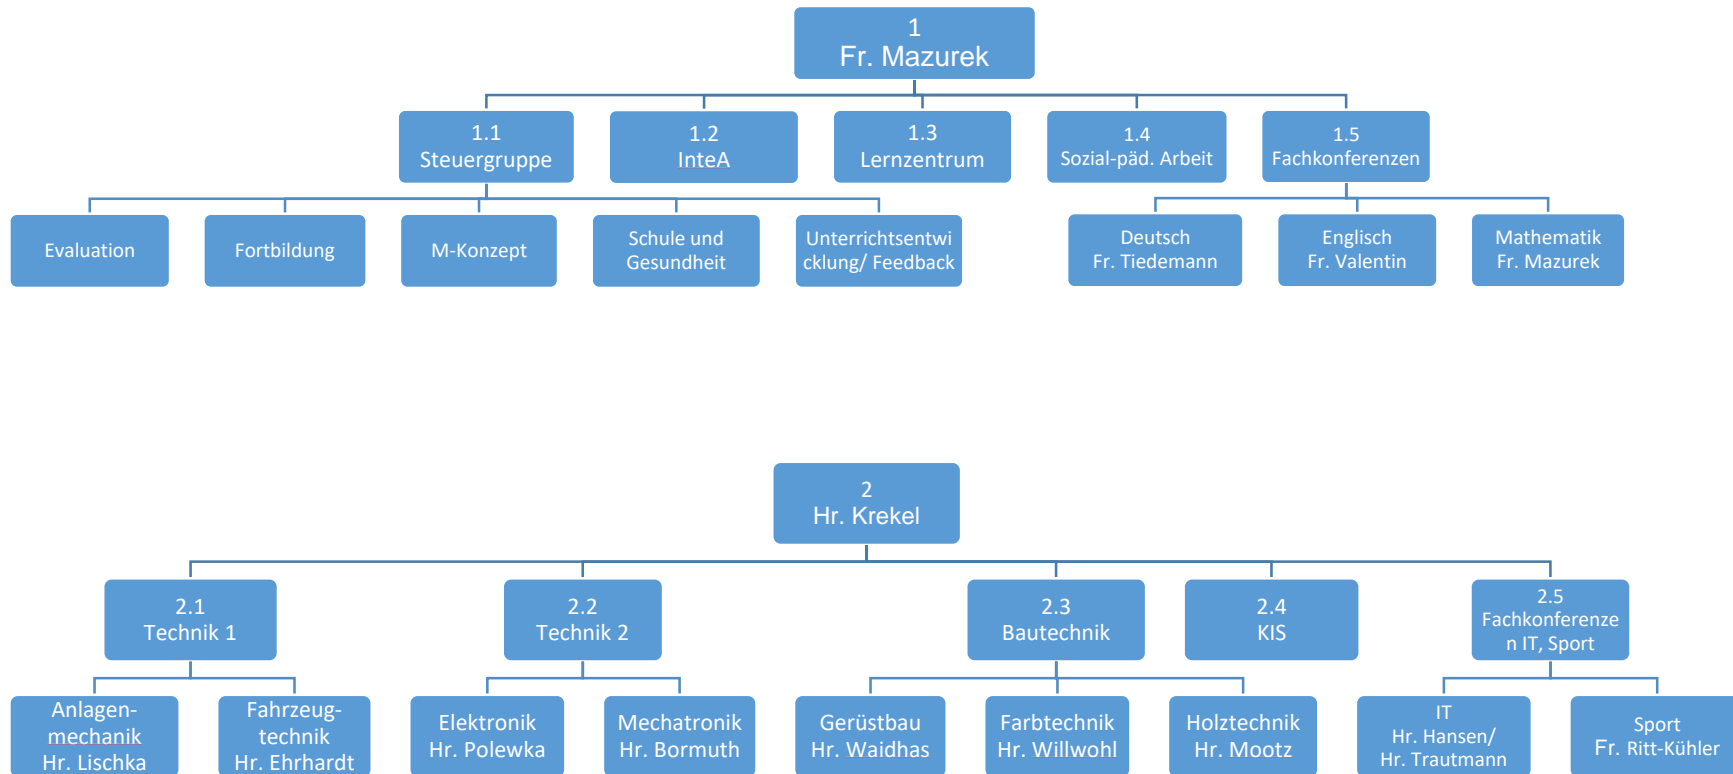 1
Fr. Mazurek
1.1
Steuergruppe
1.2
InteA
1.3
Lernzentrum
1.4
Sozial-päd. Arbeit
1.5
Fachkonferenzen
Evaluation
Fortbildung
M-Konzept
Schule und
Gesundheit
Unterrichtsentwi
cklung/ Feedback
Deutsch
Fr. Tiedemann
Englisch
Fr. Valentin
Mathematik
Fr. Mazurek
2
Hr. Krekel
2.1
Technik 1
2.2
Technik 2
2.3
Bautechnik
2.4
KIS
2.5
Fachkonferenze
n IT, Sport
Anlagen-
mechanik
Hr. Lischka
Fahrzeug-
technik
Hr. Ehrhardt
Elektronik
Hr. Polewka
Mechatronik
Hr. Bormuth
Gerüstbau
Hr. Waidhas
Farbtechnik
Hr. Willwohl
Holztechnik
Hr. Mootz
IT
Hr. Hansen/
Hr. Trautmann
Sport
Fr. Ritt-Kühler